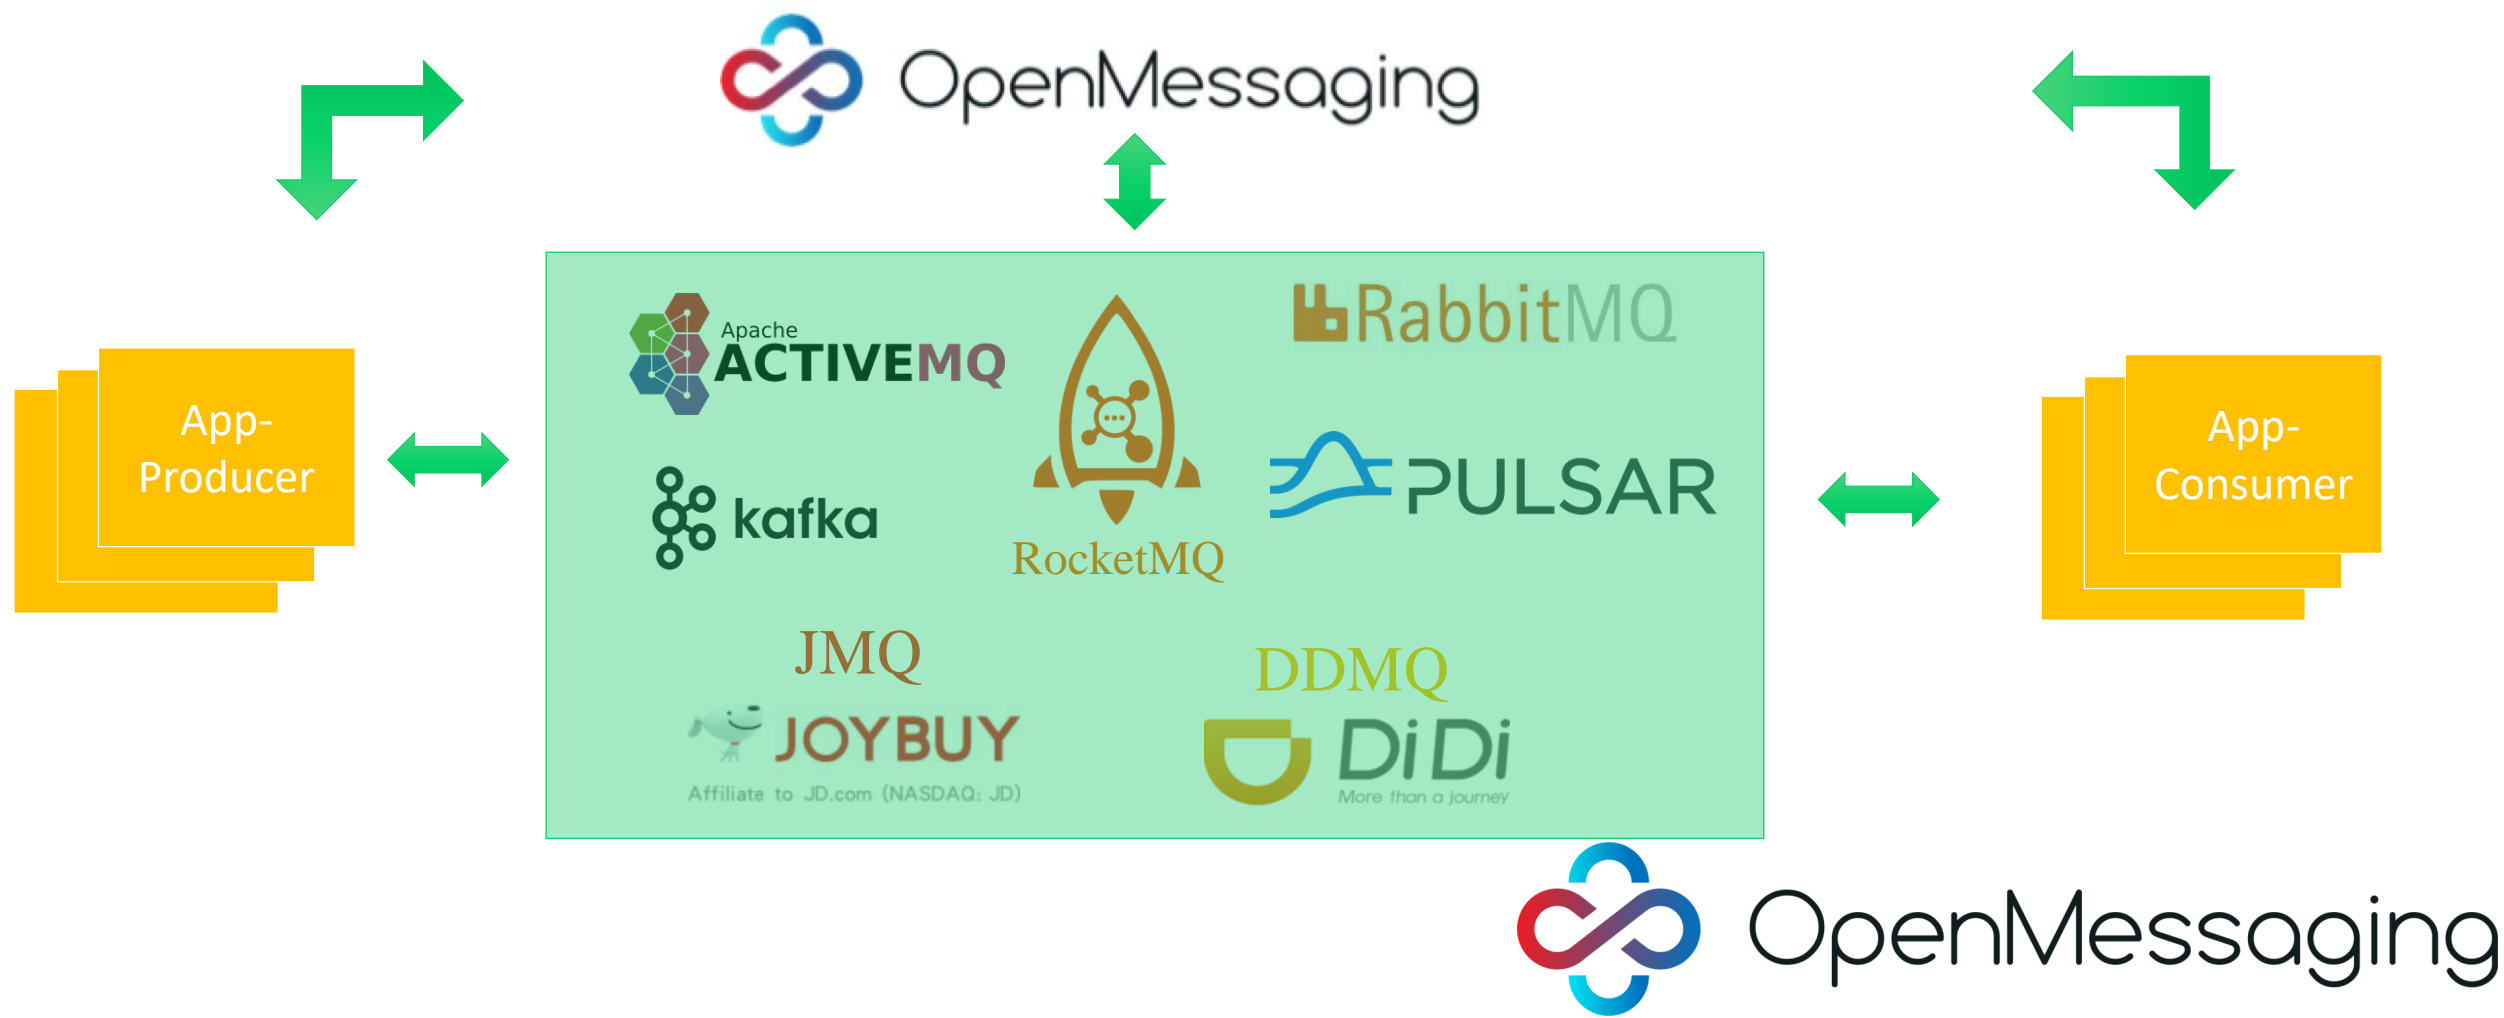 OpenMessaging
Apache
ACTIVEMQ
RabbitMQ
App-
Producer
kafka
RocketMQ
PULSAR
App-
Consumer
JMQ
JOYBUY
Affiliate to JD.com (NASDAQ: JD)
DDMQ
DiDi
More than a journey
OpenMessaging